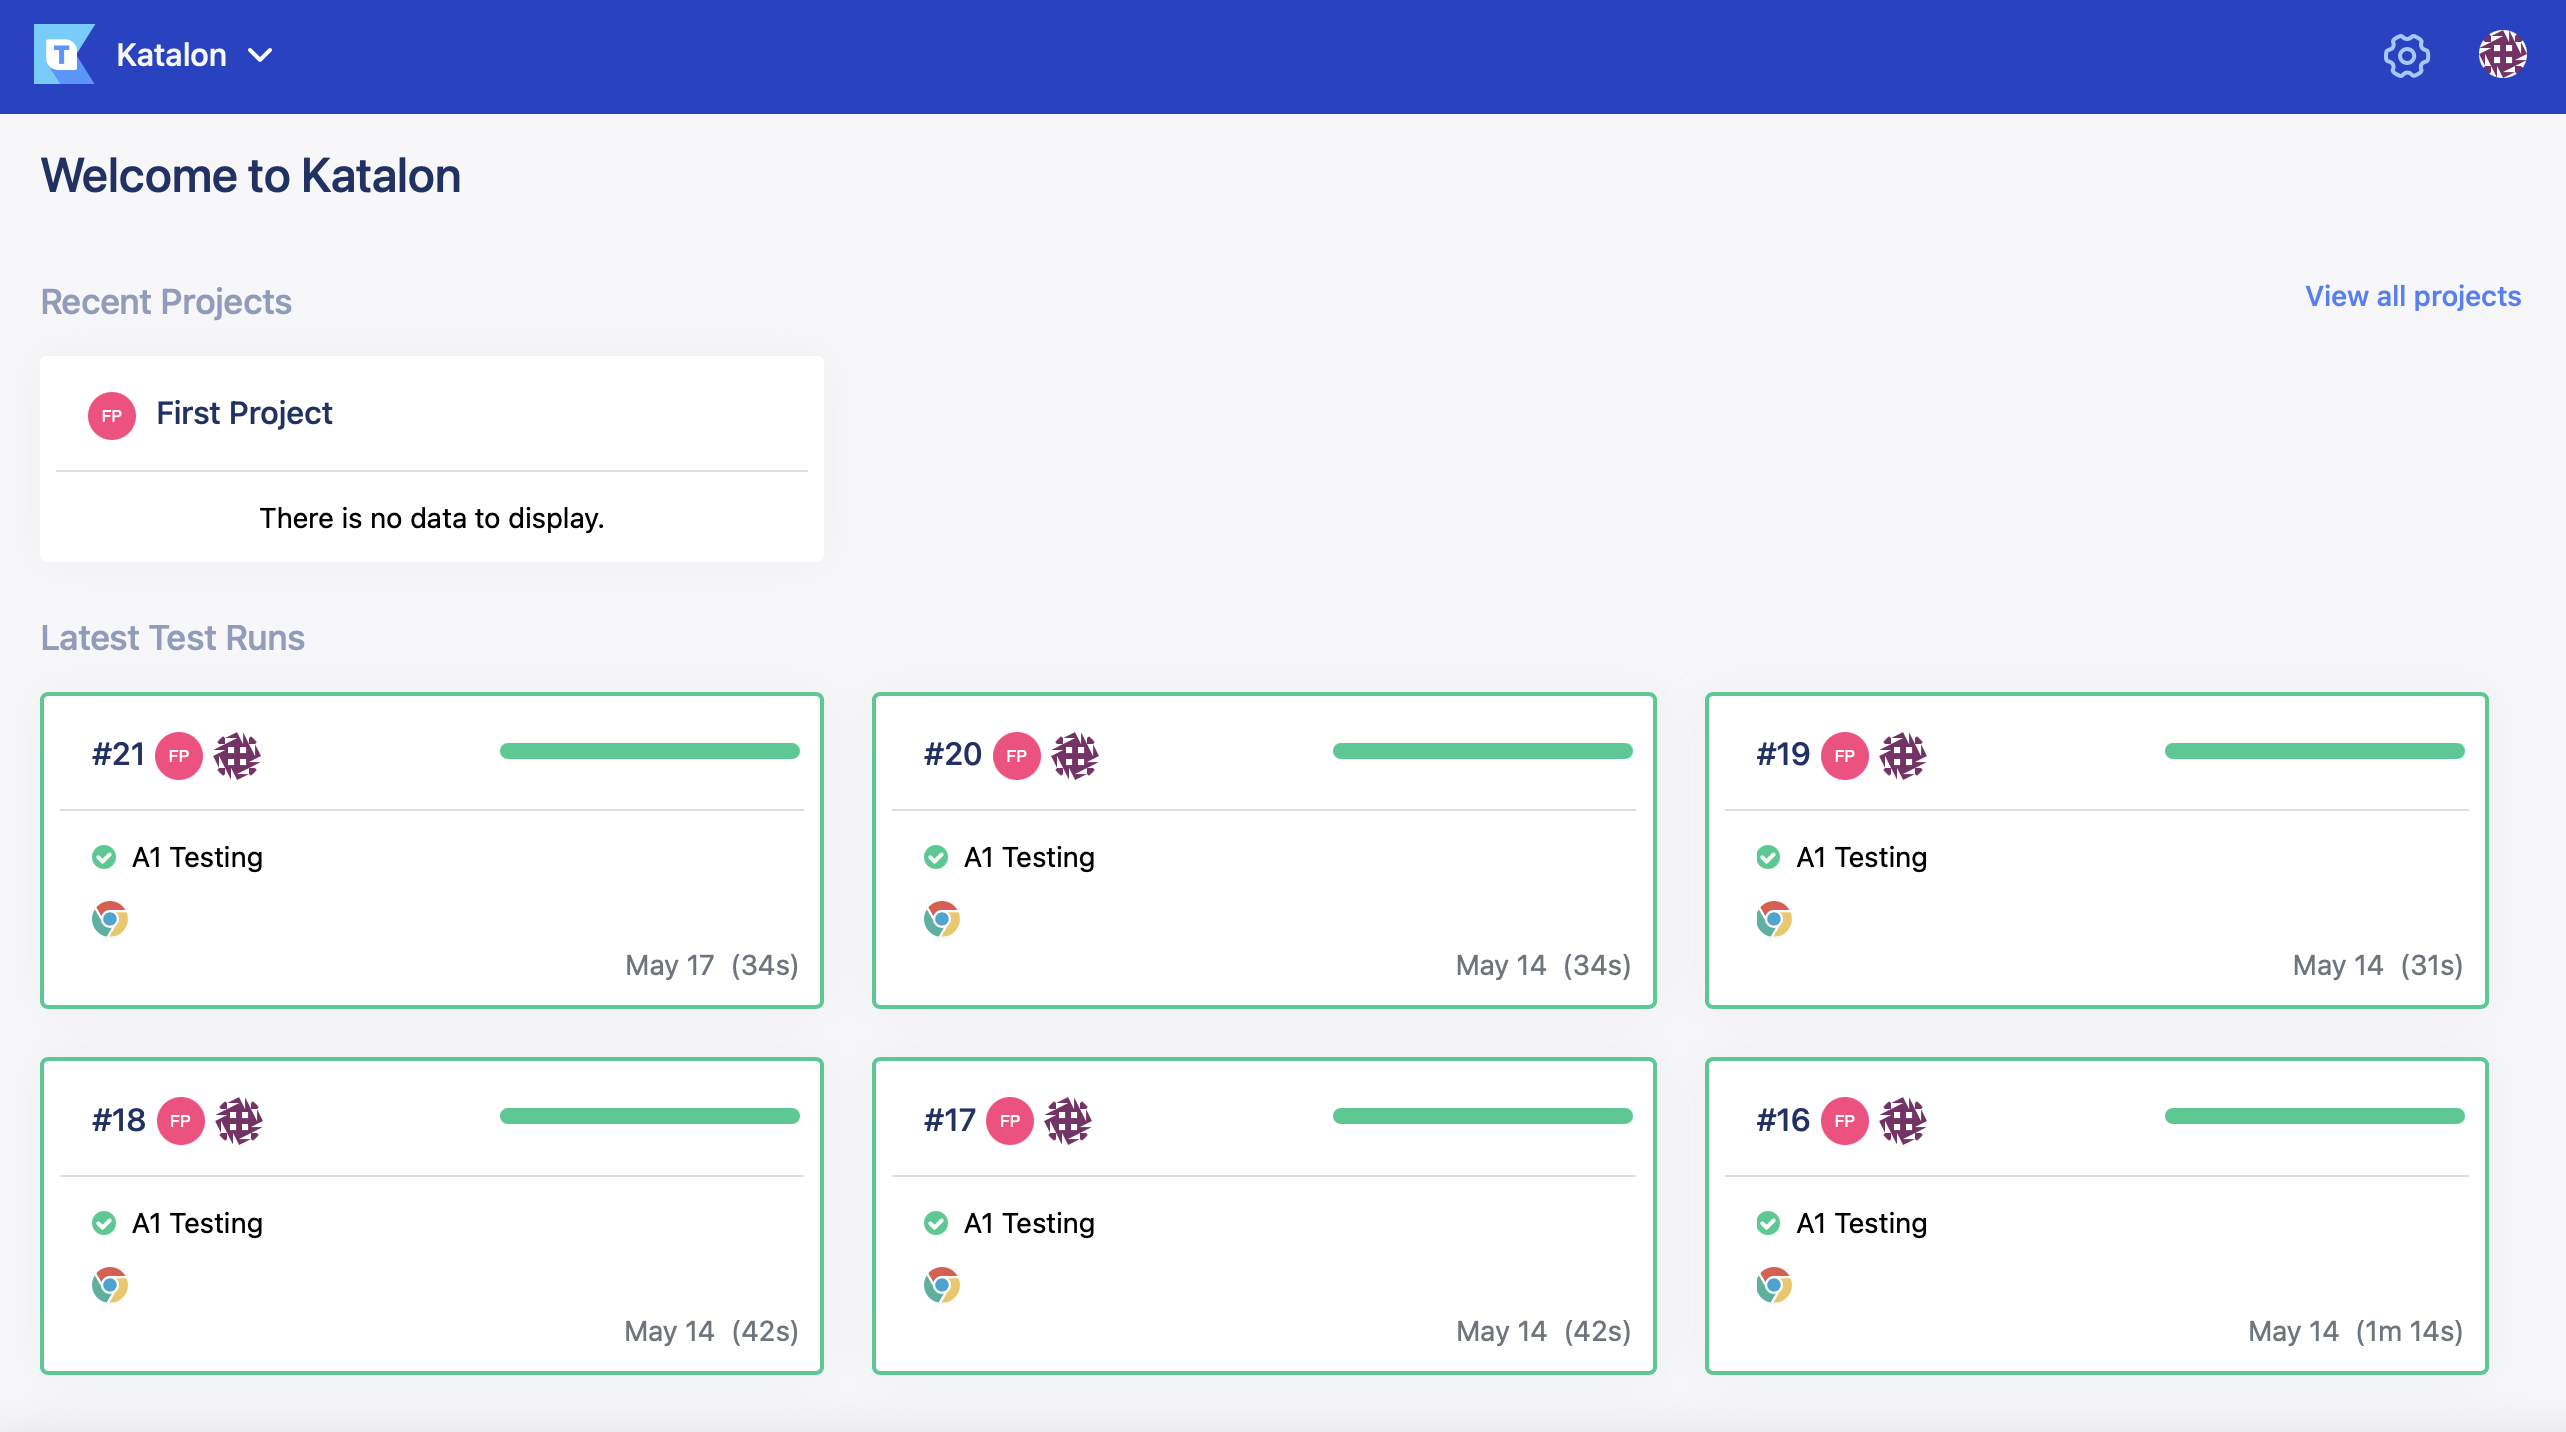 T Katalon
Welcome to Katalon
Recent Projects
View all projects
FP First Project
There is no data to display.
Latest Test Runs
#21 FP
A1 Testing
May 17 (34s)
#20 FP
A1 Testing
May 14 (34s)
#19 FP
A1 Testing
May 14 (31s)
#18 FP
A1 Testing
May 14 (42s)
#17 FP
A1 Testing
May 14 (42s)
#16 FP
A1 Testing
May 14 (1m 14s)